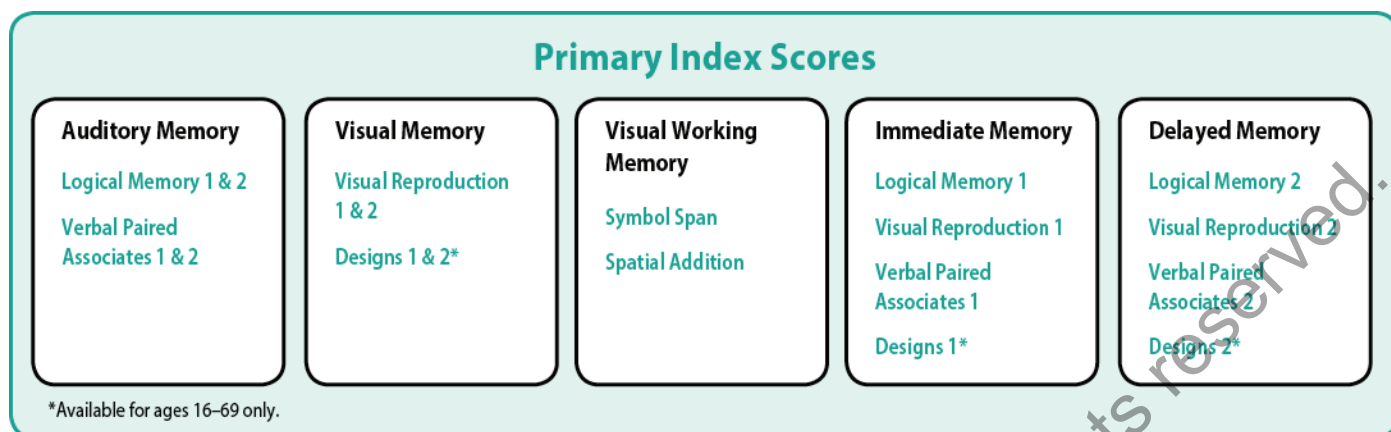 Primary Index Scores
Auditory Memory
Logical Memory 1 & 2
Verbal Paired
Associates 1 & 2
Visual Memory
Visual Reproduction
1 & 2
Designs 1 & 2*
Visual Working
Memory
Symbol Span
Spatial Addition
Immediate Memory
Logical Memory 1
Visual Reproduction 1
Verbal Paired
Associates 1
Designs 1*
Delayed Memory
Logical Memory 2
Visual Reproduction 2
Verbal Paired
Associates 2
Designs 2*
*Available for ages 16–69 only.
reserved.